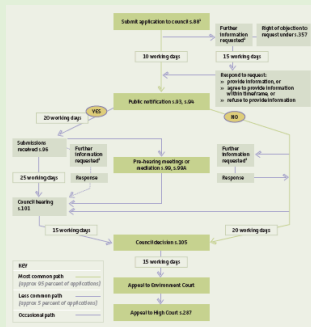 Submit application to council s.88¹
Further
information
requested²
Right of objection to
request under s.357
10 working days
15 working days
Respond to request:
» provide information, or
» agree to provide information
within timeframe, or
» refuse to provide information
Public notification s.93, s.94
YES
NO
20 working days
Submissions
received s.96
Further
information
requested²
Pre-hearing meetings or
mediation s.99, s.99A
Further
information
requested²
Response
Response
25 working days
Council hearing
s.101
15 working days
20 working days
Council decision s.105
15 working days
KEY
Most common path
(approx 95 percent of applications)
Less common path
(approx 5 percent of applications)
Occasional path
Appeal to Environment Court
Appeal to High Court s.287